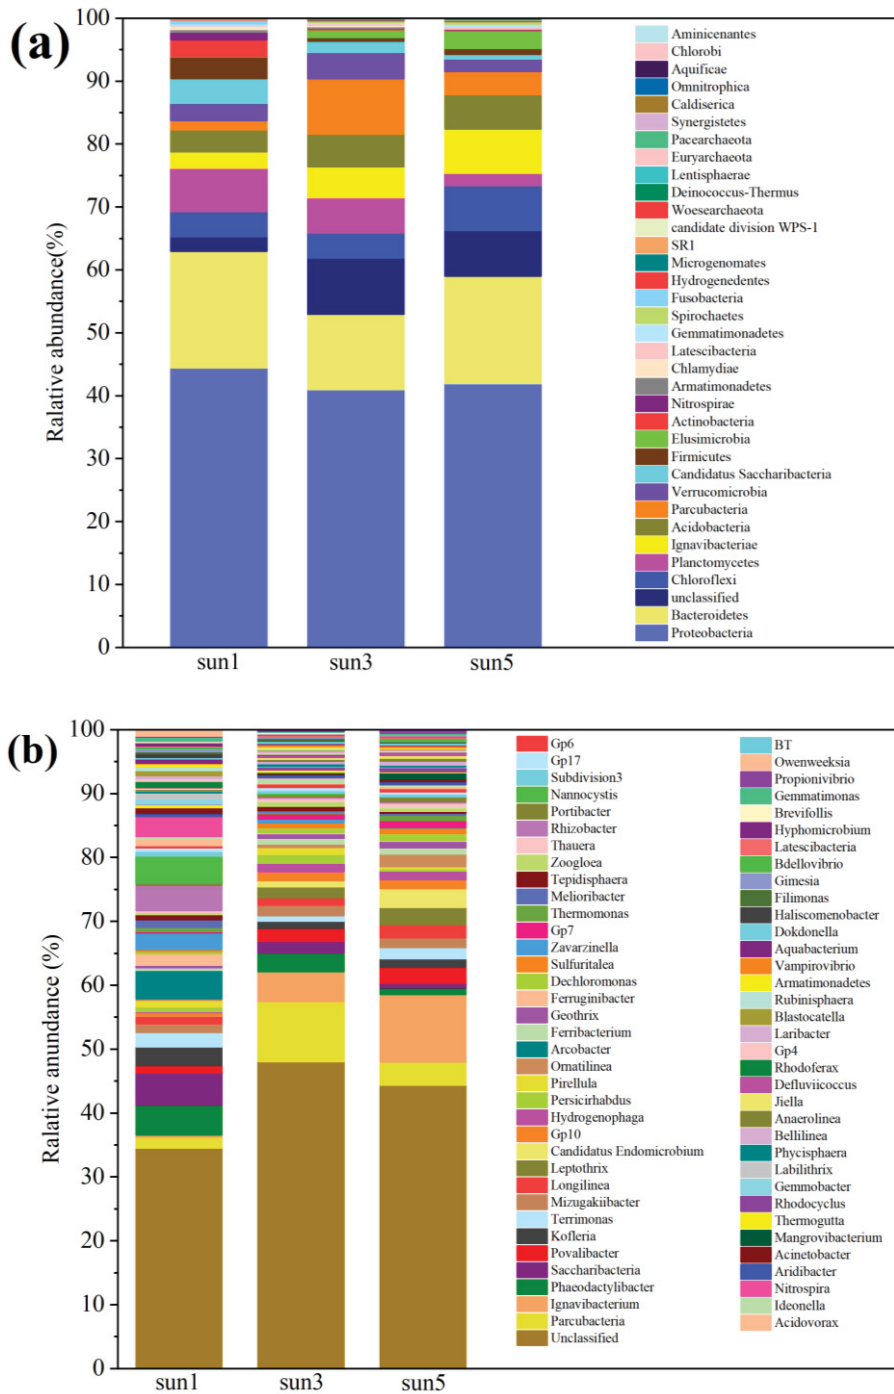 (a)
Ralative abundance(%)
100
90
80
70
60
50
40
30
20
10
0
sun1
sun3
sun5
Aminicenantes
Chlorobi
Aquificae
Omnitrophica
Caldiserica
Synergistetes
Pacearchaeota
Euryarchaeota
Lentisphaerae
Deinococcus-Thermus
Woesearchaeota
candidate division WPS-1
SR1
Microgenomates
Hydrogenedentes
Fusobacteria
Spirochaetes
Gemmatimonadetes
Latescibacteria
Chlamydiae
Armatimonadetes
Nitrospirae
Actinobacteria
Elusimicrobia
Firmicutes
Candidatus Saccharibacteria
Verrucomicrobia
Parcubacteria
Acidobacteria
Ignavibacteriae
Planctomycetes
Chloroflexi
unclassified
Bacteroidetes
Proteobacteria
(b)
Ralative anundance (%)
100
90
80
70
60
50
40
30
20
10
0
sun1
sun3
sun5
Gp6
Gp17
Subdivision3
Nannocystis
Portibacter
Rhizobacter
Thauera
Zoogloea
Tepidisphaera
Melioribacter
Thermomonas
Gp7
Zavarzinella
Sulfuritalea
Dechloromonas
Ferruginibacter
Geothrix
Ferribacterium
Arcobacter
Ornatilinea
Pirellula
Persicirhabdus
Hydrogenophaga
Gp10
Candidatus Endomicrobium
Leptothrix
Longilinea
Mizugakiibacter
Terrimonas
Kofleria
Povalibacter
Saccharibacteria
Phaeodactylibacter
Ignavibacterium
Parcubacteria
Unclassified
BT
Owenweeksia
Propionivibrio
Gemmatimonas
Brevifollis
Hyphomicrobium
Latescibacteria
Bdellovibrio
Gimesia
Filimonas
Haliscomenobacter
Dokdonella
Aquabacterium
Vampirovibrio
Armatimonadetes
Rubinisphaera
Blastocatella
Laribacter
Gp4
Rhodoferax
Defluviicoccus
Jiella
Anaerolinea
Bellilinea
Phycisphaera
Labilithrix
Gemmobacter
Rhodocyclus
Thermogutta
Mangrovibacterium
Acinetobacter
Aridibacter
Nitrospira
Ideonella
Acidovorax